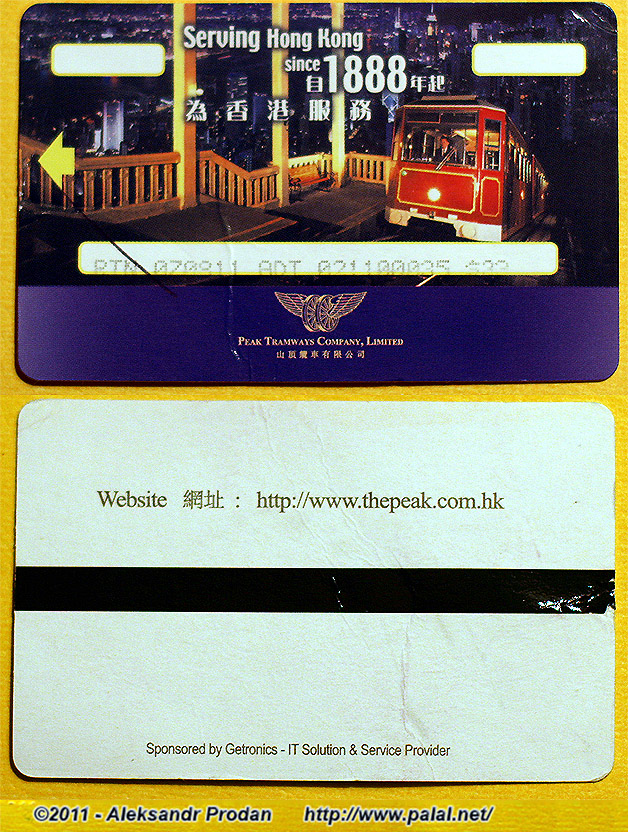 Serving Hong Kong
since
自1888年起
為香港服務
RTN 070911 ADT 021100035
PEAK TRAMWAYS COMPANY, LIMITED
山頂纜車有限公司
Website 網址 : http://www.thepeak.com.hk
Sponsored by Getronics - IT Solution & Service Provider
©2011 - Aleksandr Prodan http://www.palal.net/